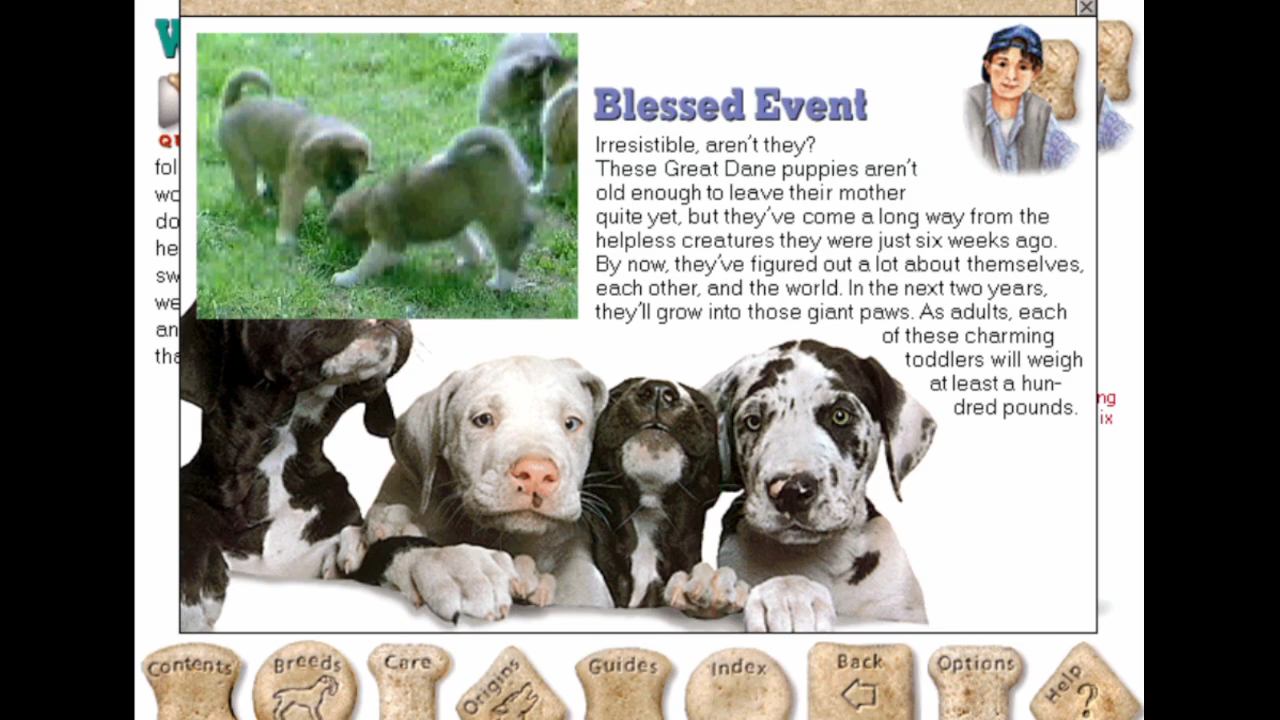 Blessed Event
Irresistible, aren't they?
These Great Dane puppies aren't
old enough to leave their mother
quite yet, but they've come a long way from the
helpless creatures they were just six weeks ago.
By now, they've figured out a lot about themselves,
each other, and the world. In the next two years,
they'll grow into those giant paws. As adults, each
of these charming
toddlers will weigh
at least a hun-
dred pounds.
Contents
Breeds
Care
Origins
Guides
Index
Back
Options
Help
?